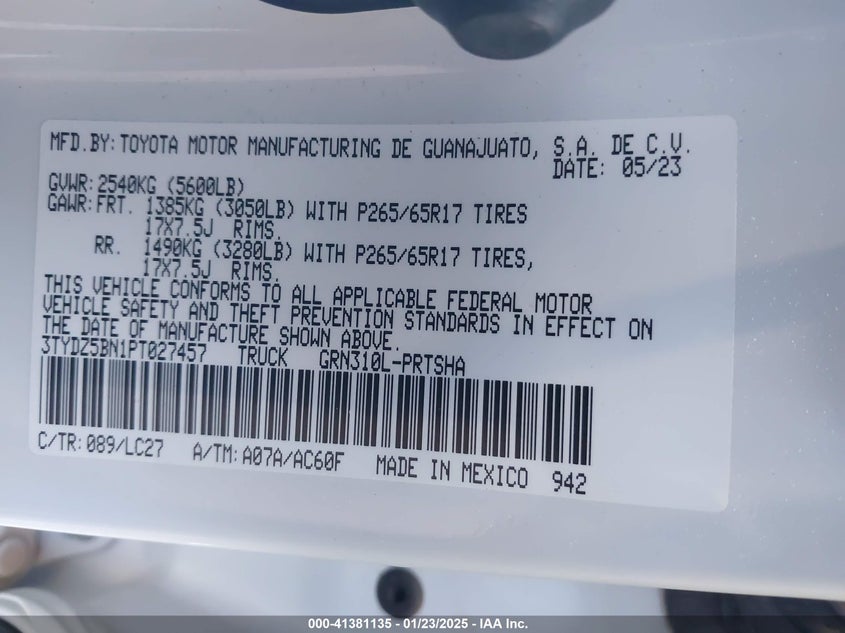 MFD.BY: TOYOTA MOTOR MANUFACTURING DE GUANAJUATO, S.A. DE C.V.
DATE: 05/23
GVWR: 2540KG (5600LB)
GAWR: FRT. 1385KG (3050LB) WITH P265/65R17 TIRES
17X7.5J RIMS.
RR. 1490KG (3280LB) WITH P265/65R17 TIRES,
17X7.5J RIMS.
THIS VEHICLE CONFORMS TO ALL APPLICABLE FEDERAL MOTOR
VEHICLE SAFETY AND THEFT PREVENTION STANDARDS IN EFFECT ON
THE DATE OF MANUFACTURE SHOWN ABOVE.
3TYDZ5BN1PT027457 TRUCK GRN310L-PRTSHA
C/TR: 089/LC27 A/TM: A07A/AC60F MADE IN MEXICO 942
000-41381135 — 01/23/2025 — © IAA Inc.